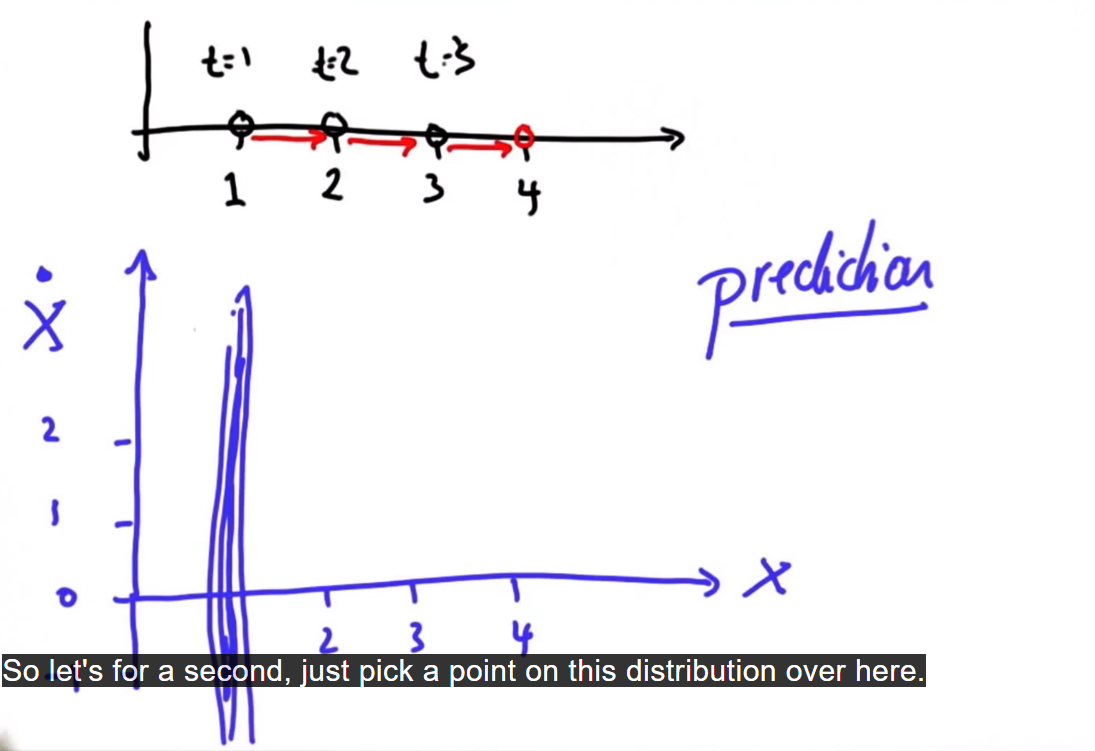 t=1 t=2 t=3
1 2 3 4
prediction
Ẋ
2
1
0
X
2 3 4
So let's for a second, just pick a point on this distribution over here.